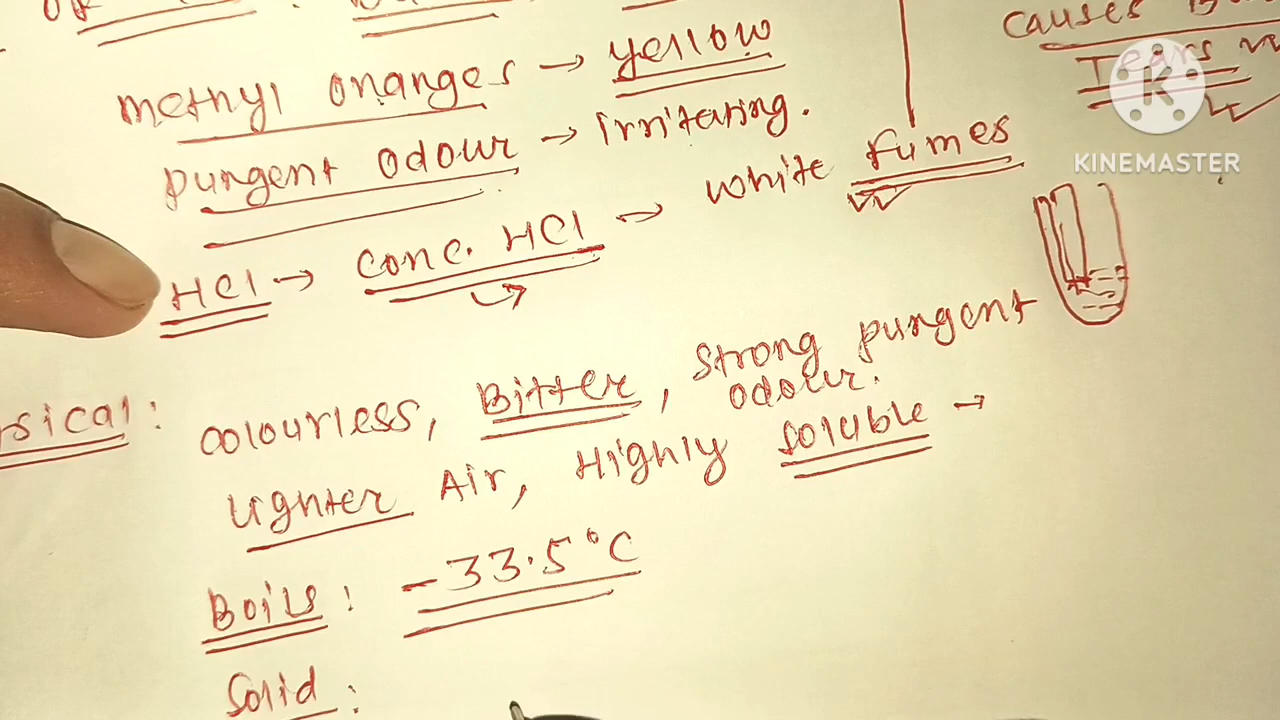 causes
Tears
methyl oranges → yellow
pungent odour → irritating.
HCl → conc. HCl → white fumes
rsical: colourless, Bitter, strong pungent odour.
Lighter Air, Highly soluble →
Boils: -33.5°C
Solid:
KINEMASTER